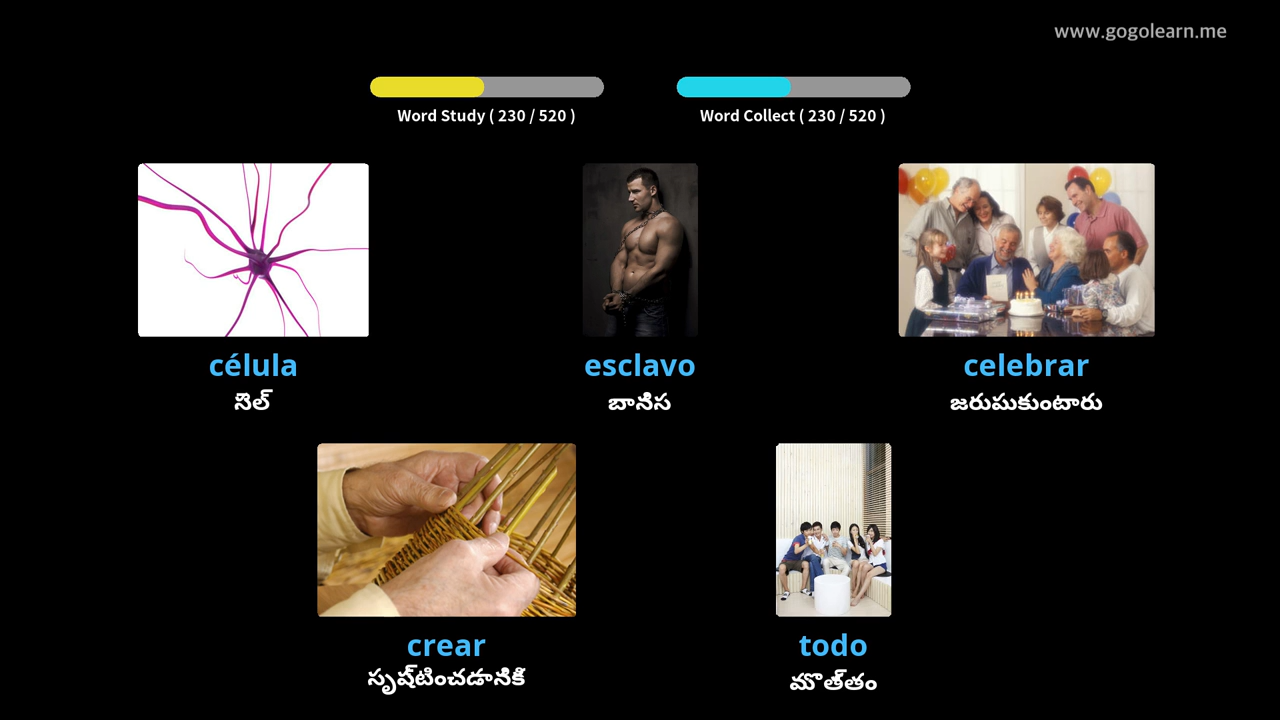 www.gogolearn.me
Word Study ( 230 / 520 )
Word Collect ( 230 / 520 )
célula
సెల్
esclavo
బానిస
celebrar
జరుపుకుంటారు
crear
సృష్టించడానికి
todo
మొత్తం